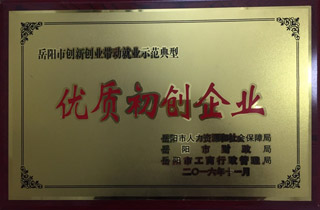 岳阳市创新创业带动就业示范典型
优质初创企业
岳阳市人力资源和社会保障局
岳阳市财政局
岳阳市工商行政管理局
二〇一六年十一月